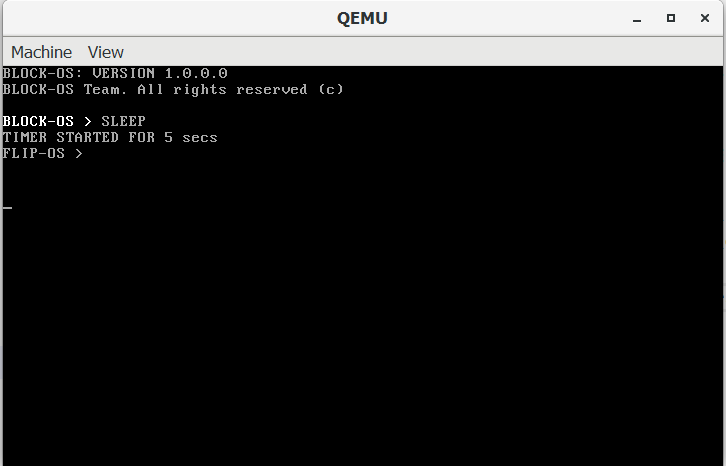 QEMU
Machine View
BLOCK-OS: VERSION 1.0.0.0
BLOCK-OS Team. All rights reserved (c)
BLOCK-OS > SLEEP
TIMER STARTED FOR 5 secs
FLIP-OS >
_